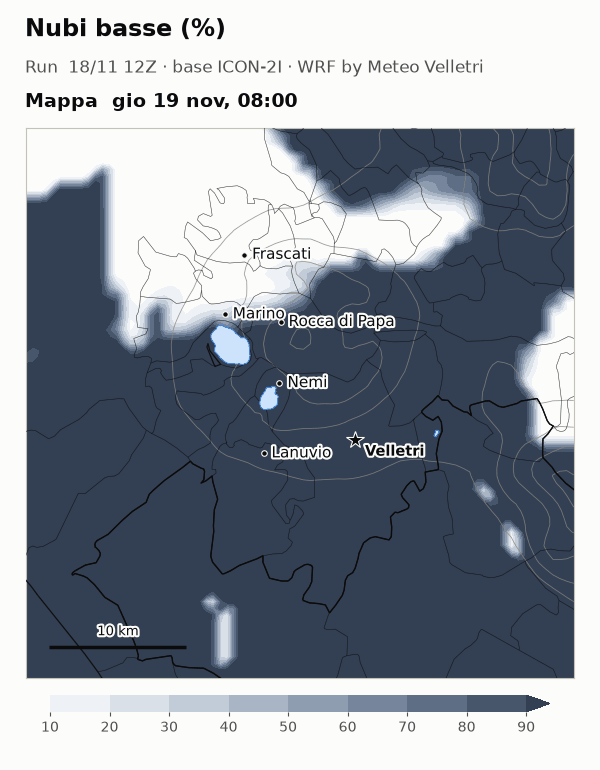 Nubi basse (%)
Run  18/11 12Z · base ICON-2I · WRF by Meteo Velletri
Mappa  gio 19 nov, 08:00
Frascati
Marino
Rocca di Papa
Nemi
Velletri
Lanuvio
10 km
10 20 30 40 50 60 70 80 90